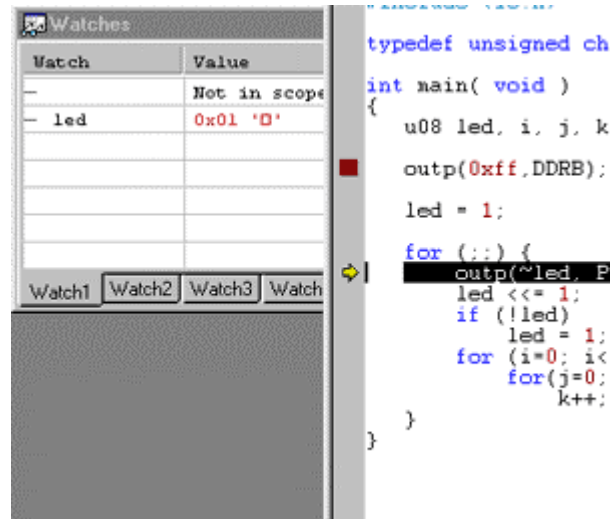 Watches
Watch Value
Not in scope
led 0x01 '□'
Watch1 Watch2 Watch3 Watch
typedef unsigned ch
int main( void )
{
u08 led, i, j, k
outp(0xff,DDRB);
led = 1;
for (;;) {
outp(~led, P
led <<= 1;
if (!led)
led = 1;
for (i=0; i<
for(j=0;
k++;
}
}